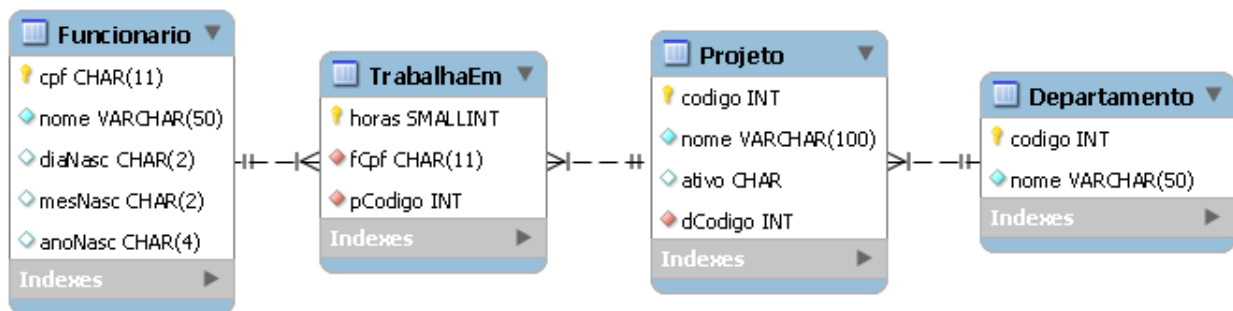 Funcionario
cpf CHAR(11)
nome VARCHAR(50)
diaNasc CHAR(2)
mesNasc CHAR(2)
anoNasc CHAR(4)
Indexes
TrabalhaEm
horas SMALLINT
fCpf CHAR(11)
pCodigo INT
Indexes
Projeto
codigo INT
nome VARCHAR(100)
ativo CHAR
dCodigo INT
Indexes
Departamento
codigo INT
nome VARCHAR(50)
Indexes